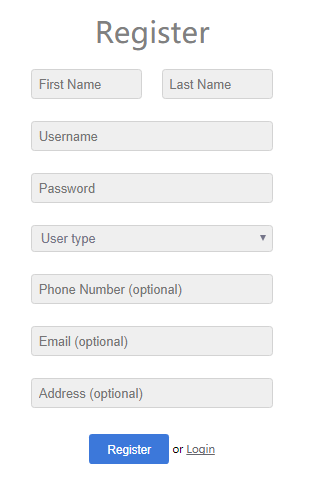 Register
First Name
Last Name
Username
Password
User type
Phone Number (optional)
Email (optional)
Address (optional)
Register or Login